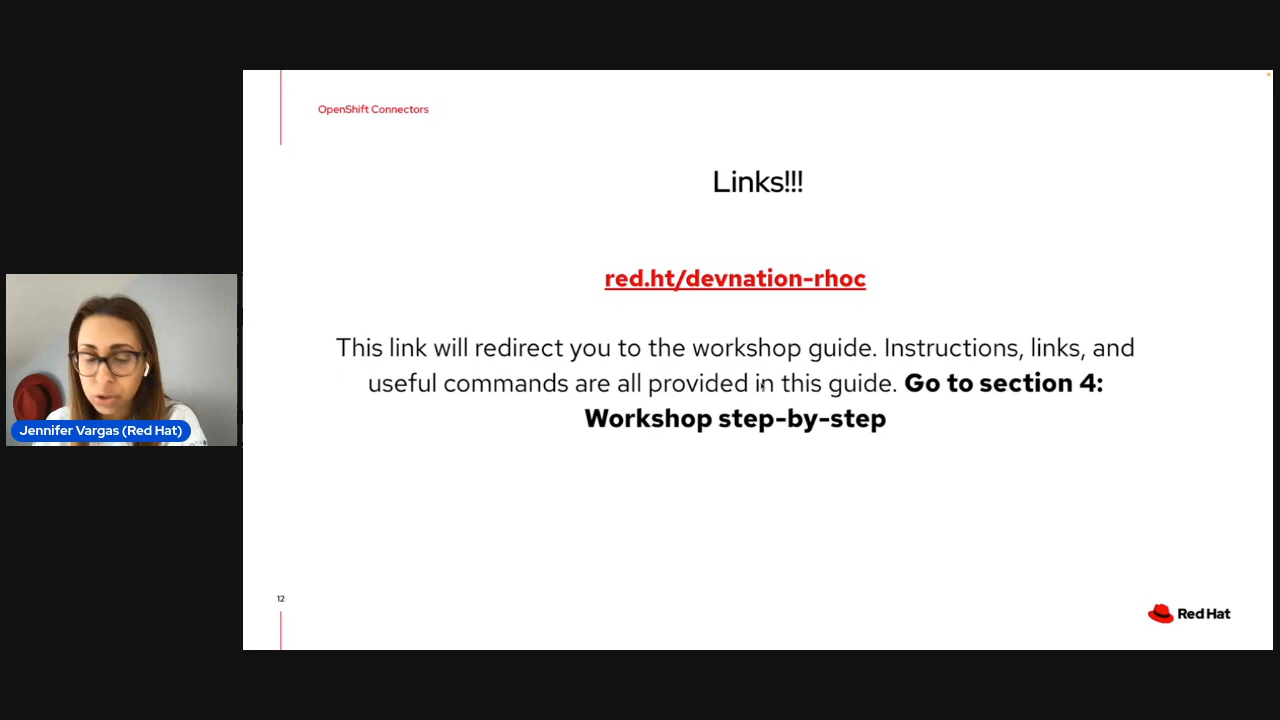 OpenShift Connectors
Links!!!
red.ht/devnation-rhoc
This link will redirect you to the workshop guide. Instructions, links, and
useful commands are all provided in this guide. Go to section 4:
Workshop step-by-step
Jennifer Vargas (Red Hat)
12
Red Hat